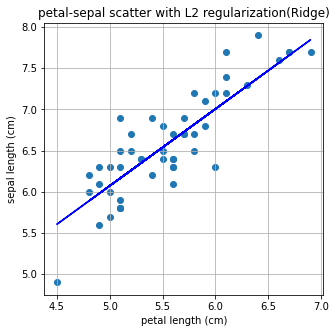 petal-sepal scatter with L2 regularization(Ridge)
8.0
7.5
7.0
6.5
6.0
5.5
5.0
sepal length (cm)
4.5 5.0 5.5 6.0 6.5 7.0
petal length (cm)